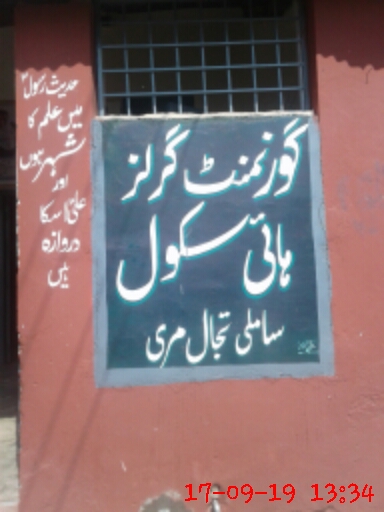 گورنمنٹ گرلز
ہائی سکول
ساملی تجال مری
حدیث رسولؐ
میں علم کا
شہر ہوں
اور
علیؑ اسکا
دروازہ
ہیں
17-09-19 13:34